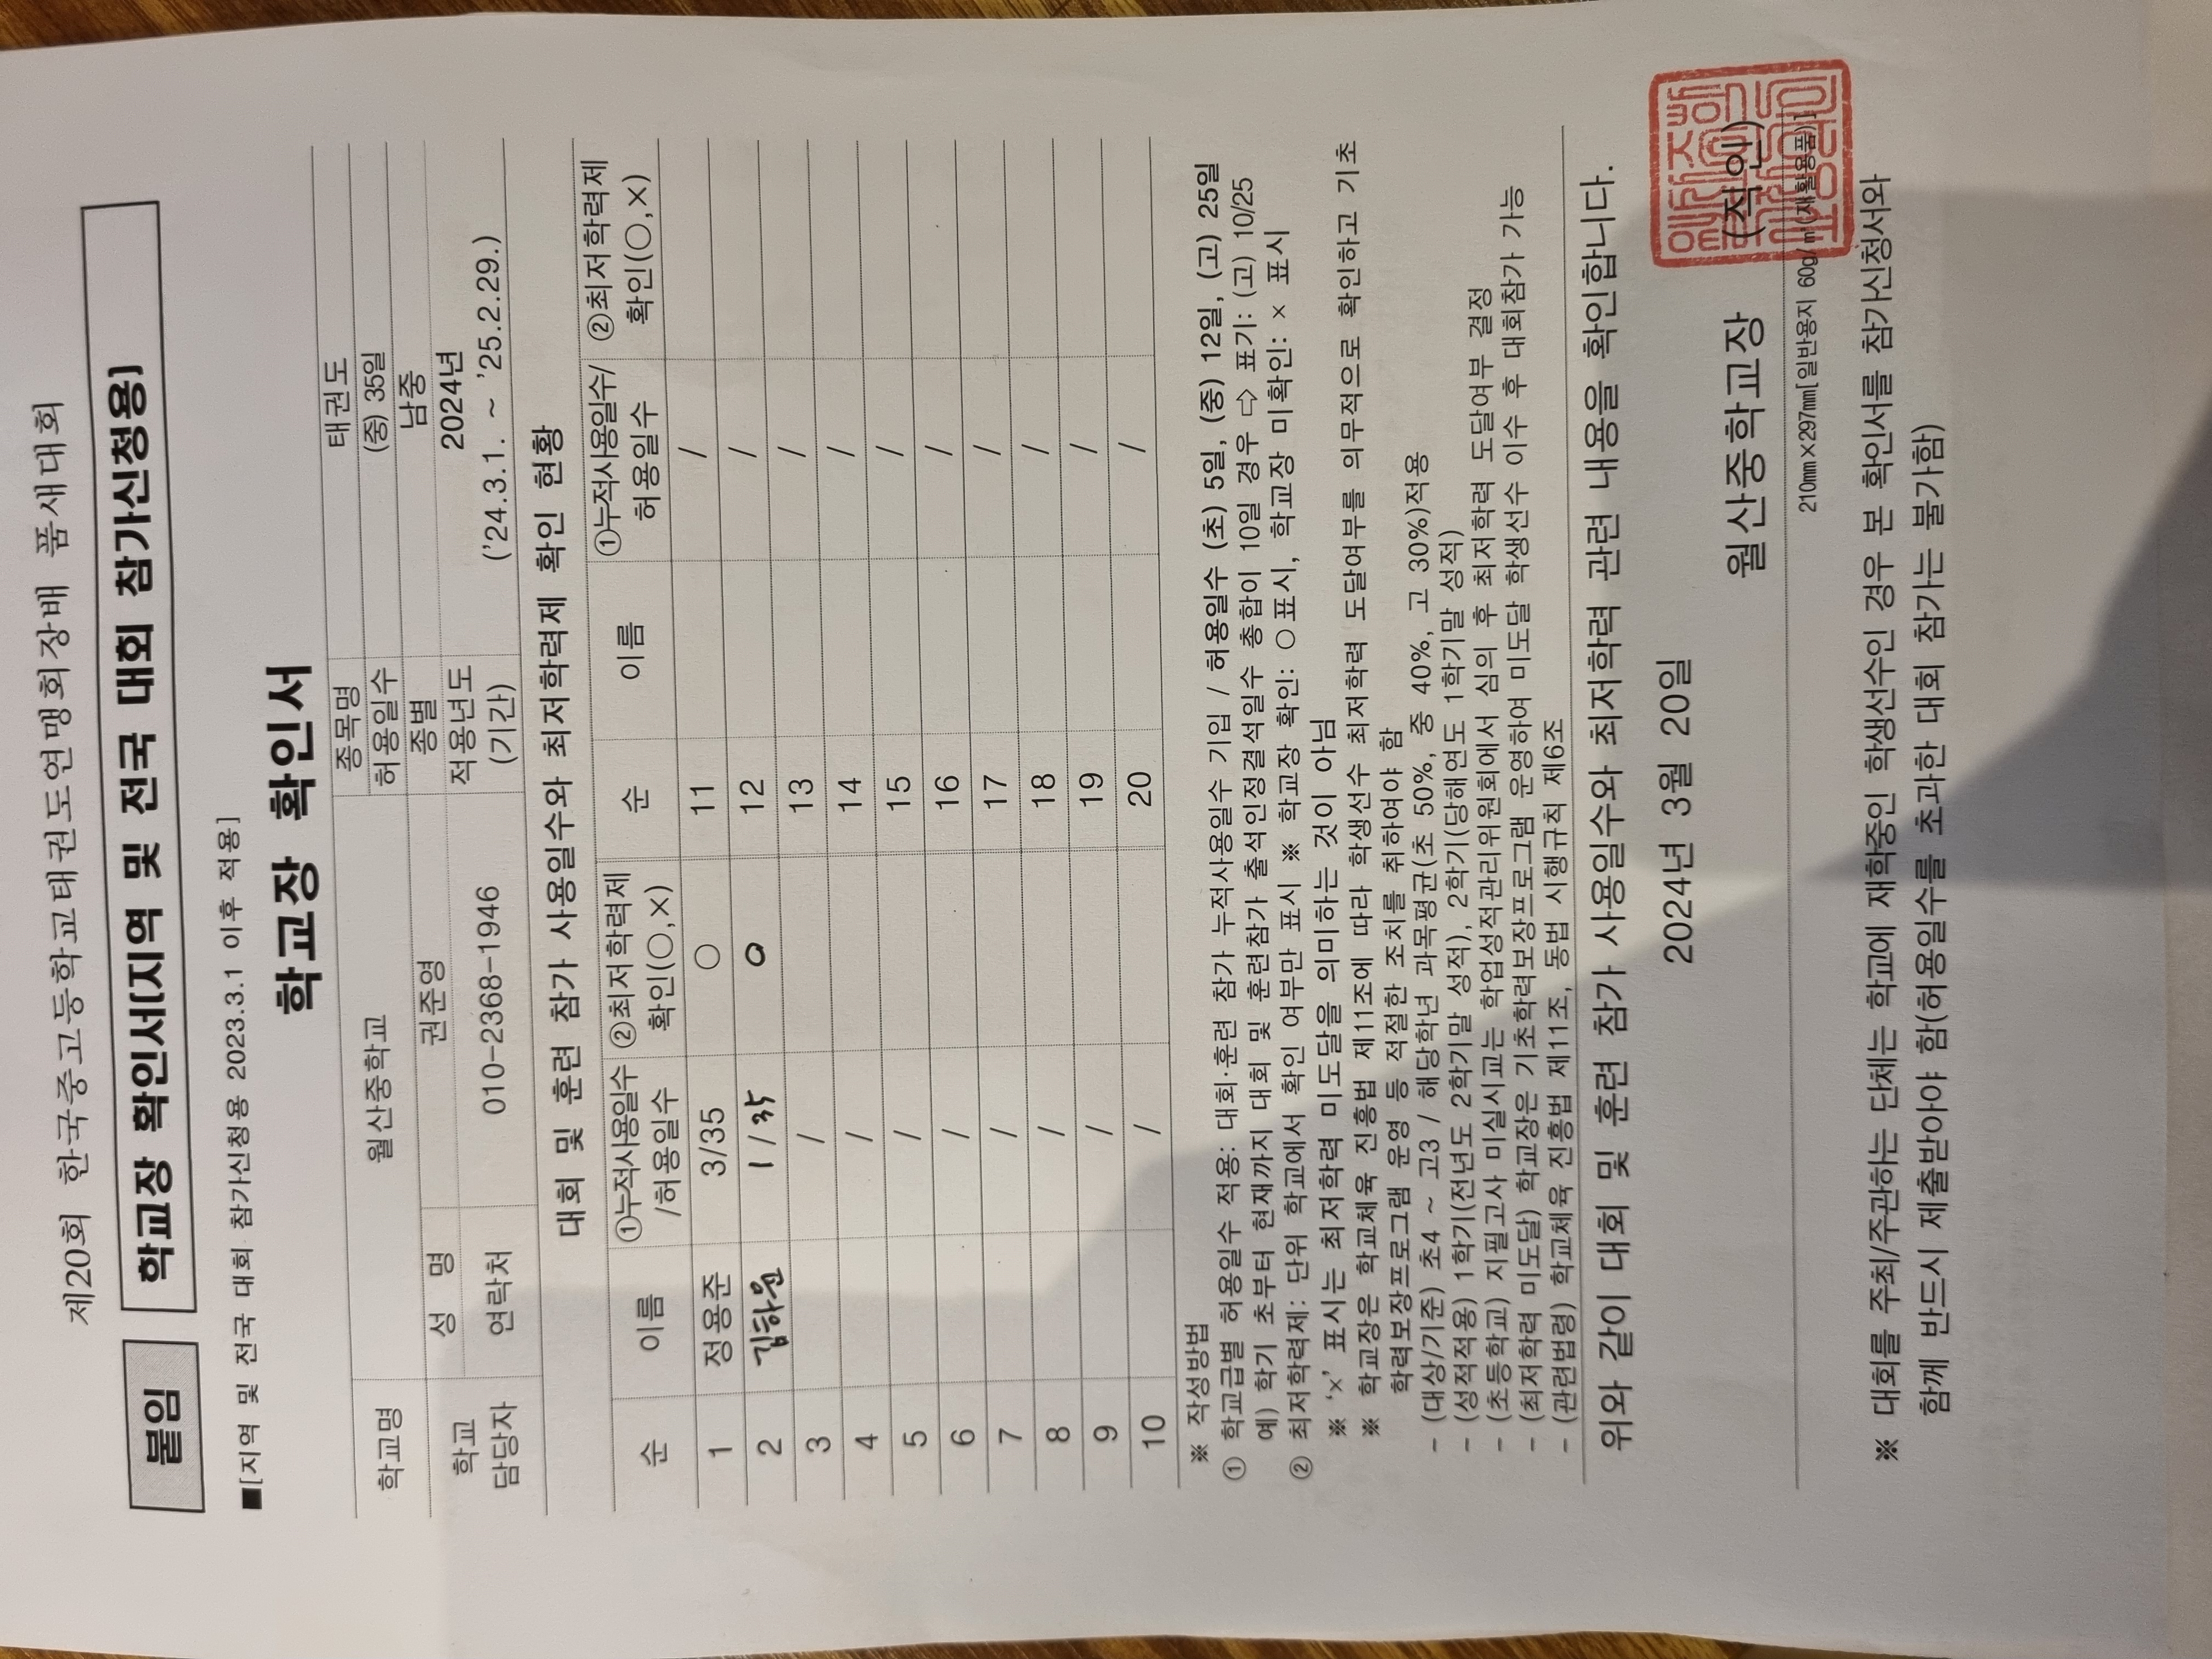 제20회 한국중고등학교태권도연맹회장배 품새대회
붙임 학교장 확인서[지역 및 전국 대회 참가신청용]
■[지역 및 전국 대회 참가신청용 2023.3.1 이후 적용]
학교장 확인서
학교명 월산중학교 종목명 태권도
허용일수 (중) 35일
학교 담당자 성 명 권준영 종별 남중
연락처 010-2368-1946 적용년도 (기간) 2024년
('24.3.1. ~ '25.2.29.)
대회 및 훈련 참가 사용일수와 최저학력제 확인 현황
순 이름 ①누적사용일수 /허용일수 ②최저학력제 확인(○,×) 순 이름 ①누적사용일수/ 허용일수 ②최저학력제 확인(○,×)
1 정용준 3/35 ○ 11 /
2 김하온 1/35 ○ 12 /
3 / 13 /
4 / 14 /
5 / 15 /
6 / 16 /
7 / 17 /
8 / 18 /
9 / 19 /
10 / 20 /
※ 작성방법
① 학교급별 허용일수 적용: 대회·훈련 참가 누적사용일수 기입 / 허용일수 (초) 5일, (중) 12일, (고) 25일
예) 학기 초부터 현재까지 대회 및 훈련참가 출석인정결석일수 총합이 10일 경우 ⇨ 표기: (고) 10/25
② 최저학력제: 단위 학교에서 확인 여부만 표시 ※ 학교장 확인: ○표시, 학교장 미확인: × 표시
※ '×' 표시는 최저학력 미도달을 의미하는 것이 아님
※ 학교장은 학교체육 진흥법 제11조에 따라 학생선수 최저학력 도달여부를 의무적으로 확인하고 기초
학력보장프로그램 운영 등 적절한 조치를 취하여야 함
- (대상/기준) 초4 ~ 고3 / 해당학년 과목평균(초 50%, 중 40%, 고 30%)적용
- (성적적용) 1학기(전년도 2학기말 성적), 2학기(당해연도 1학기말 성적)
- (초등학교) 지필고사 미실시교는 학업성적관리위원회에서 심의 후 최저학력 도달여부 결정
- (최저학력 미도달) 학교장은 기초학력보장프로그램 운영하여 미도달 학생선수 이수 후 대회참가 가능
- (관련법령) 학교체육 진흥법 제11조, 동법 시행규칙 제6조
위와 같이 대회 및 훈련 참가 사용일수와 최저학력 관련 내용을 확인합니다.
2024년 3월 20일
월산중학교장 (직인)
210㎜×297㎜[일반용지 60g/㎡(재활용품)]
※ 대회를 주최/주관하는 단체는 학교에 재학중인 학생선수인 경우 본 확인서를 참가신청서와
함께 반드시 제출받아야 함(허용일수를 초과한 대회 참가는 불가함)